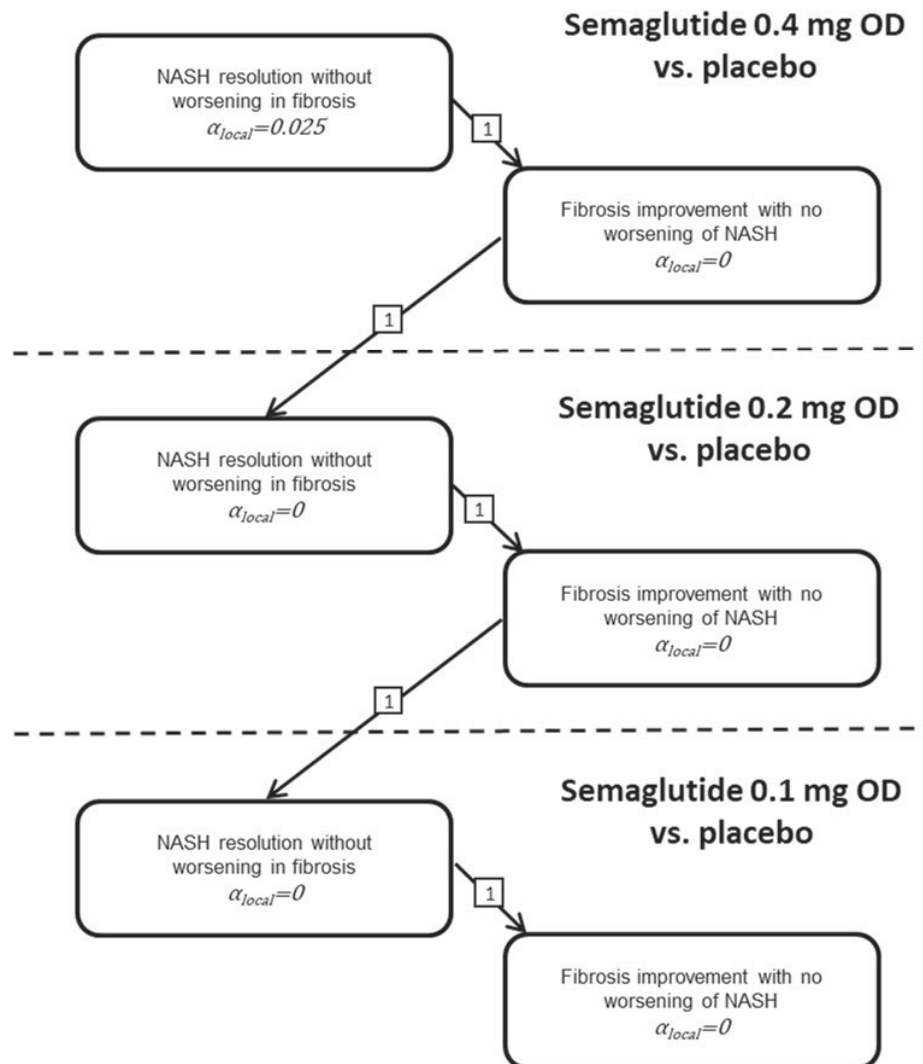 Semaglutide 0.4 mg OD
vs. placebo
NASH resolution without
worsening in fibrosis
αlocal=0.025
1
Fibrosis improvement with no
worsening of NASH
αlocal=0
1
Semaglutide 0.2 mg OD
vs. placebo
NASH resolution without
worsening in fibrosis
αlocal=0
1
Fibrosis improvement with no
worsening of NASH
αlocal=0
1
Semaglutide 0.1 mg OD
vs. placebo
NASH resolution without
worsening in fibrosis
αlocal=0
1
Fibrosis improvement with no
worsening of NASH
αlocal=0